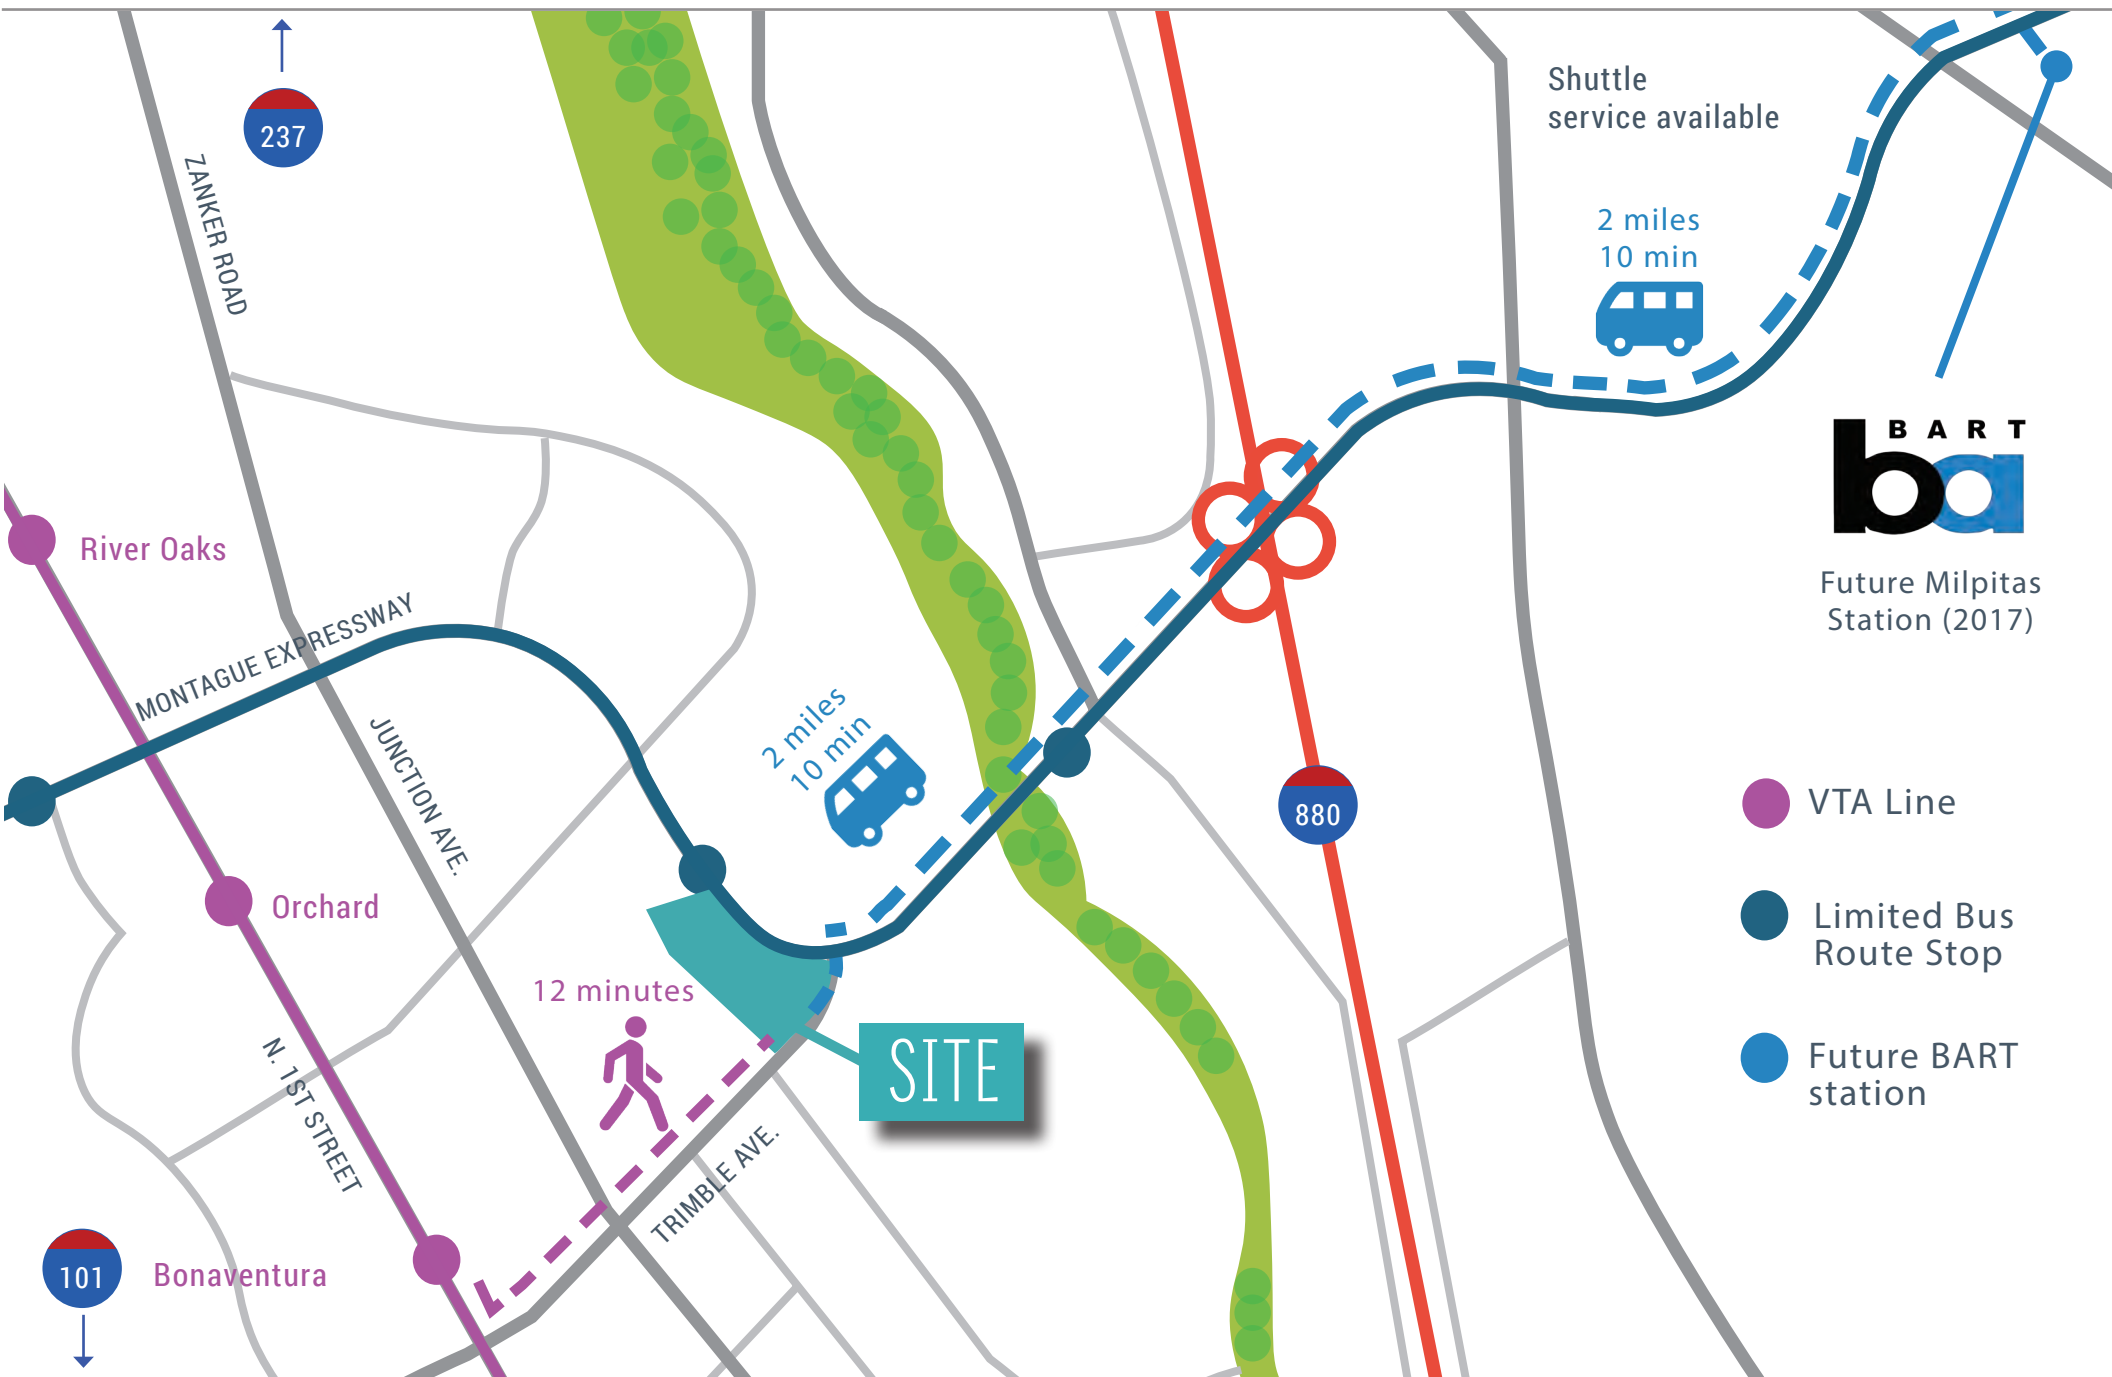 237
ZANKER ROAD
Shuttle
service available
2 miles
10 min
BART
ba
Future Milpitas
Station (2017)
River Oaks
MONTAGUE EXPRESSWAY
JUNCTION AVE.
2 miles
10 min
880
VTA Line
Orchard
Limited Bus
Route Stop
12 minutes
SITE
N. 1ST STREET
Future BART
station
TRIMBLE AVE.
101
Bonaventura